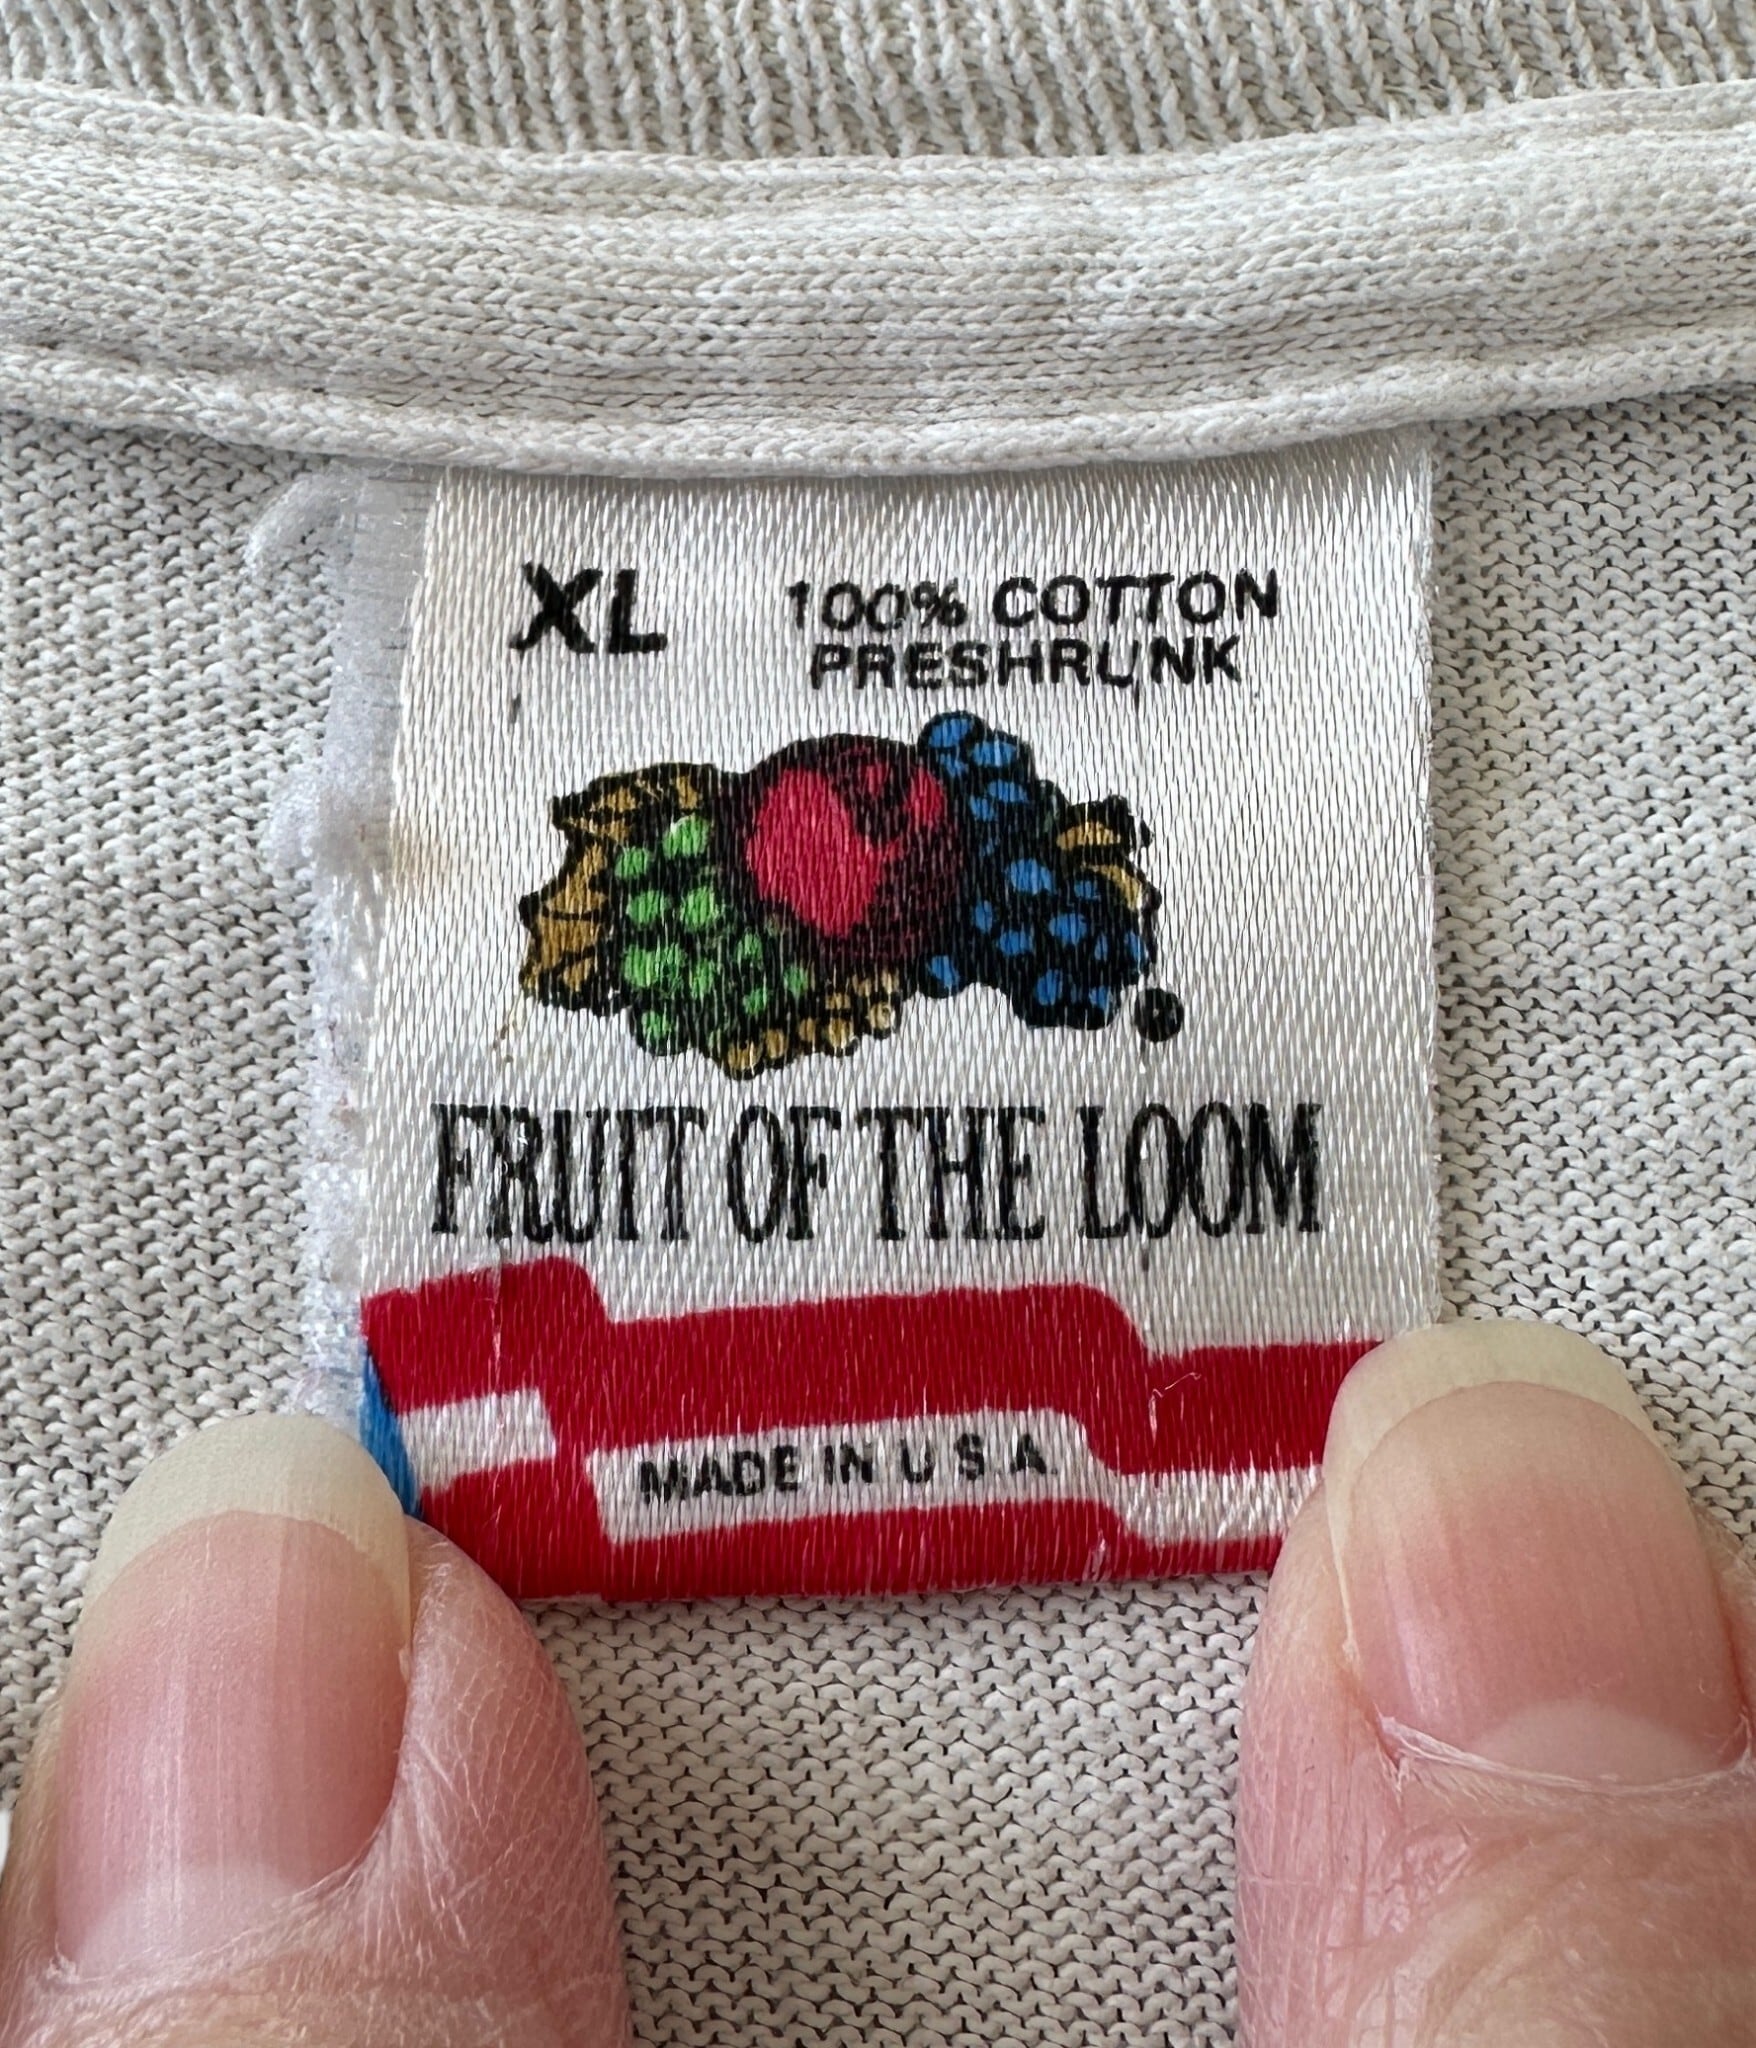 XL
100% COTTON
PRESHRUNK
FRUIT OF THE LOOM
MADE IN U.S.A.